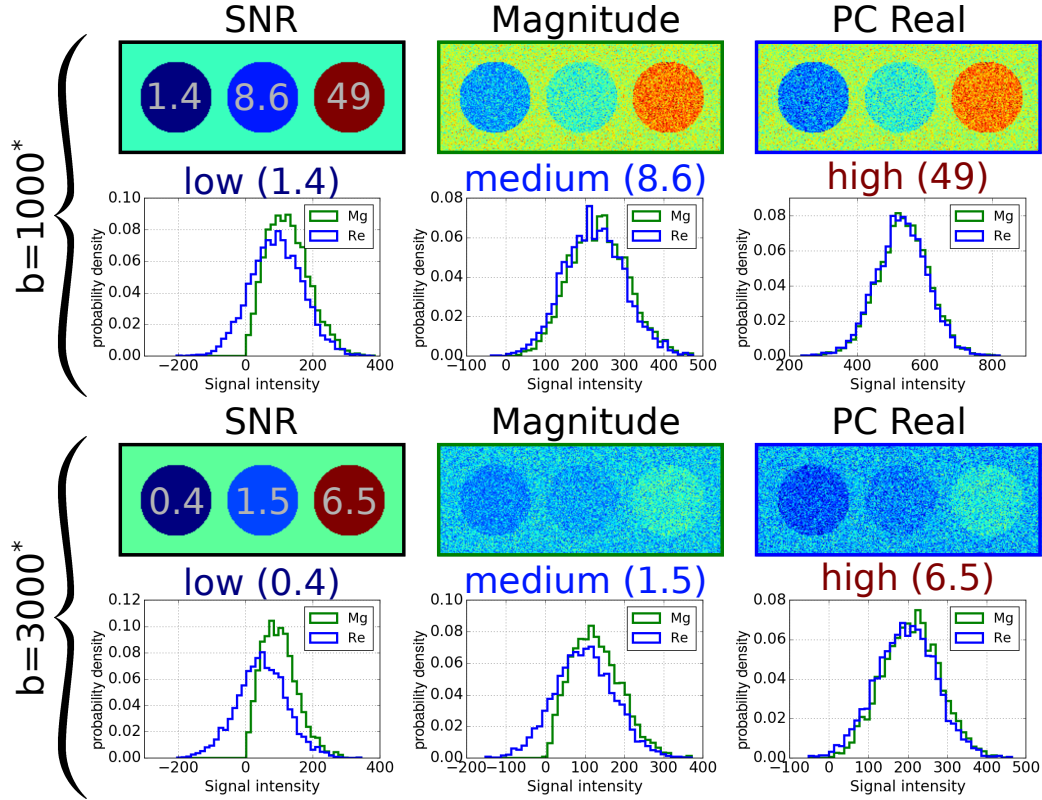 SNR Magnitude PC Real
b=1000*
1.4 8.6 49
low (1.4) medium (8.6) high (49)
probability density
0.10
0.08
0.06
0.04
0.02
0.00
Mg
Re
−200 0 200 400
Signal intensity
probability density
0.08
0.06
0.04
0.02
0.00
Mg
Re
−100 0 100 200 300 400 500
Signal intensity
probability density
0.08
0.06
0.04
0.02
0.00
Mg
Re
400 600 800
Signal intensity
SNR Magnitude PC Real
b=3000*
0.4 1.5 6.5
low (0.4) medium (1.5) high (6.5)
probability density
0.12
0.10
0.08
0.06
0.04
0.02
0.00
Mg
Re
−200 0 200 400
Signal intensity
probability density
0.10
0.08
0.06
0.04
0.02
0.00
Mg
Re
−200 −100 0 100 200 300 400
Signal intensity
probability density
0.08
0.06
0.04
0.02
0.00
Mg
Re
−100 0 100 200 300 400 500
Signal intensity